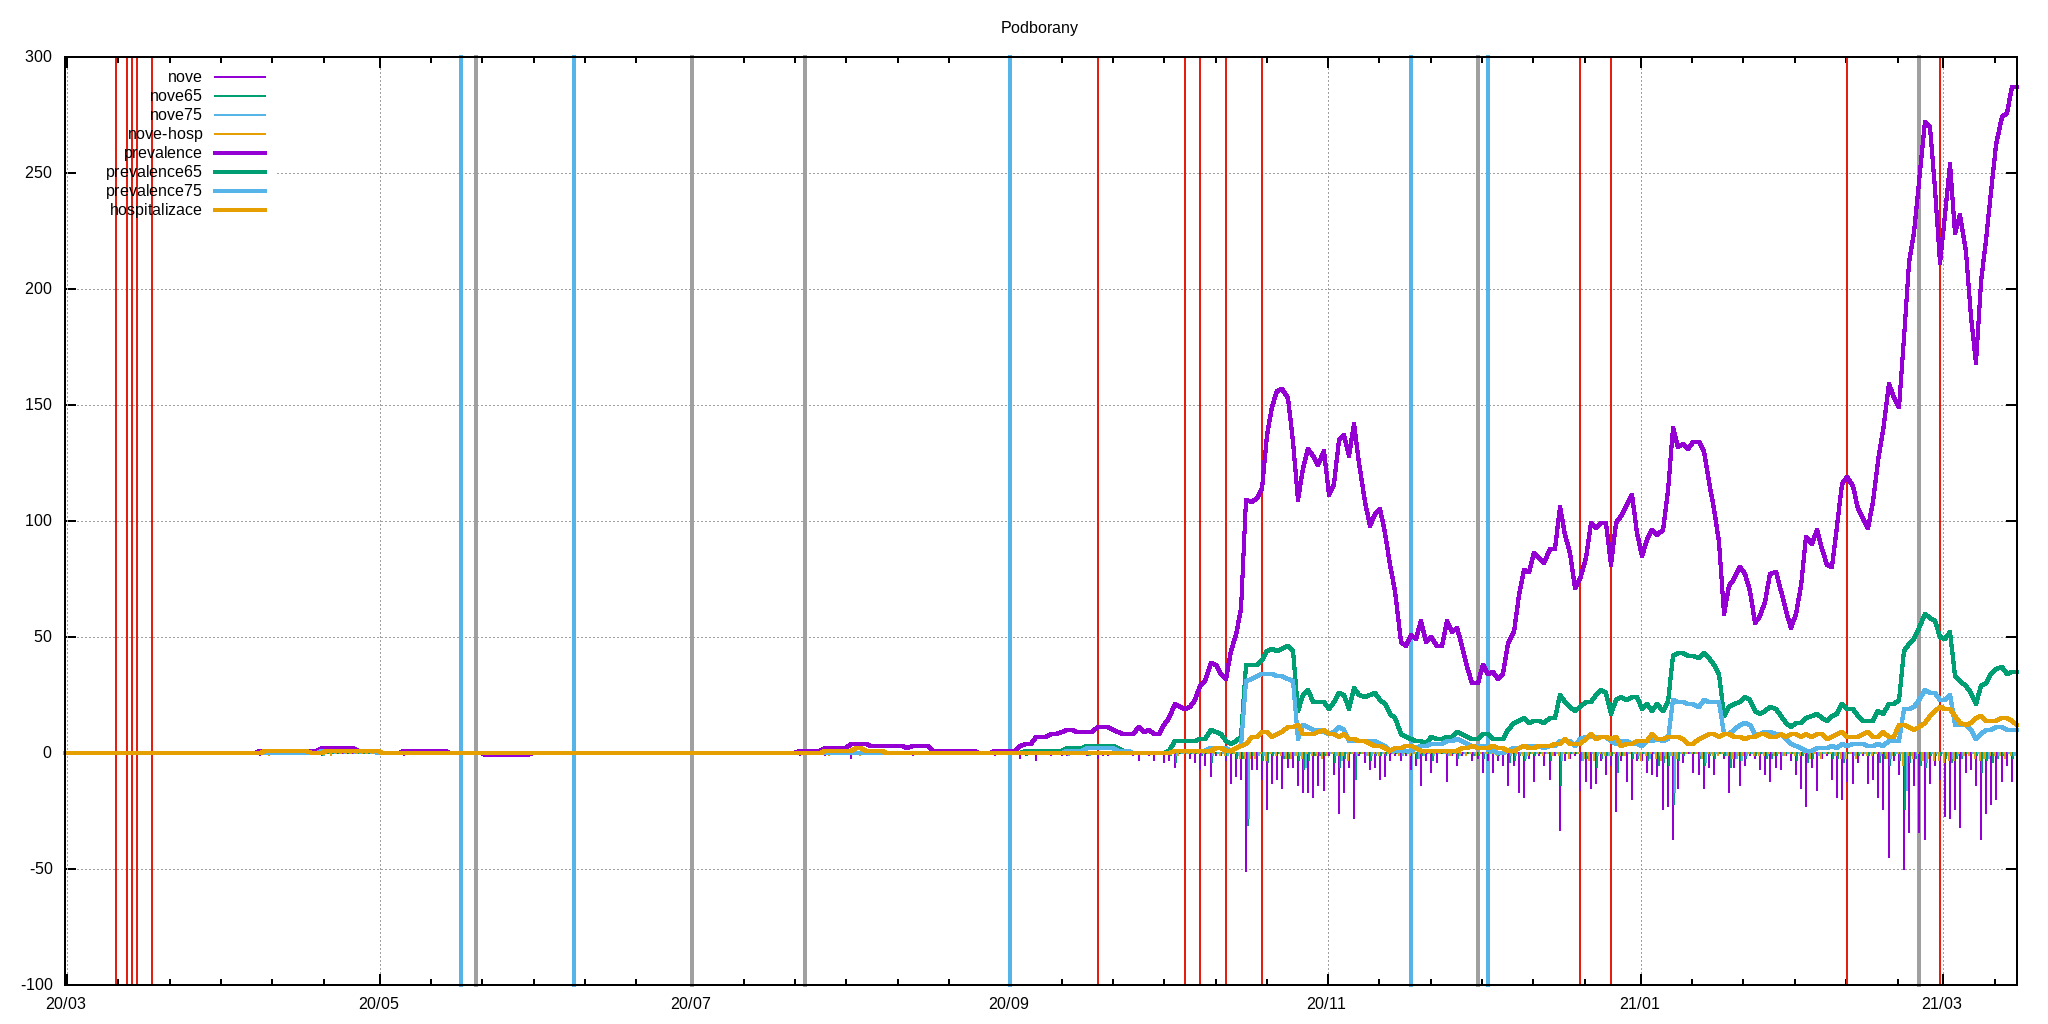 Podborany
300
250
200
150
100
50
0
-50
-100
nove
nove65
nove75
nove-hosp
prevalence
prevalence65
prevalence75
hospitalizace
20/03 20/05 20/07 20/09 20/11 21/01 21/03